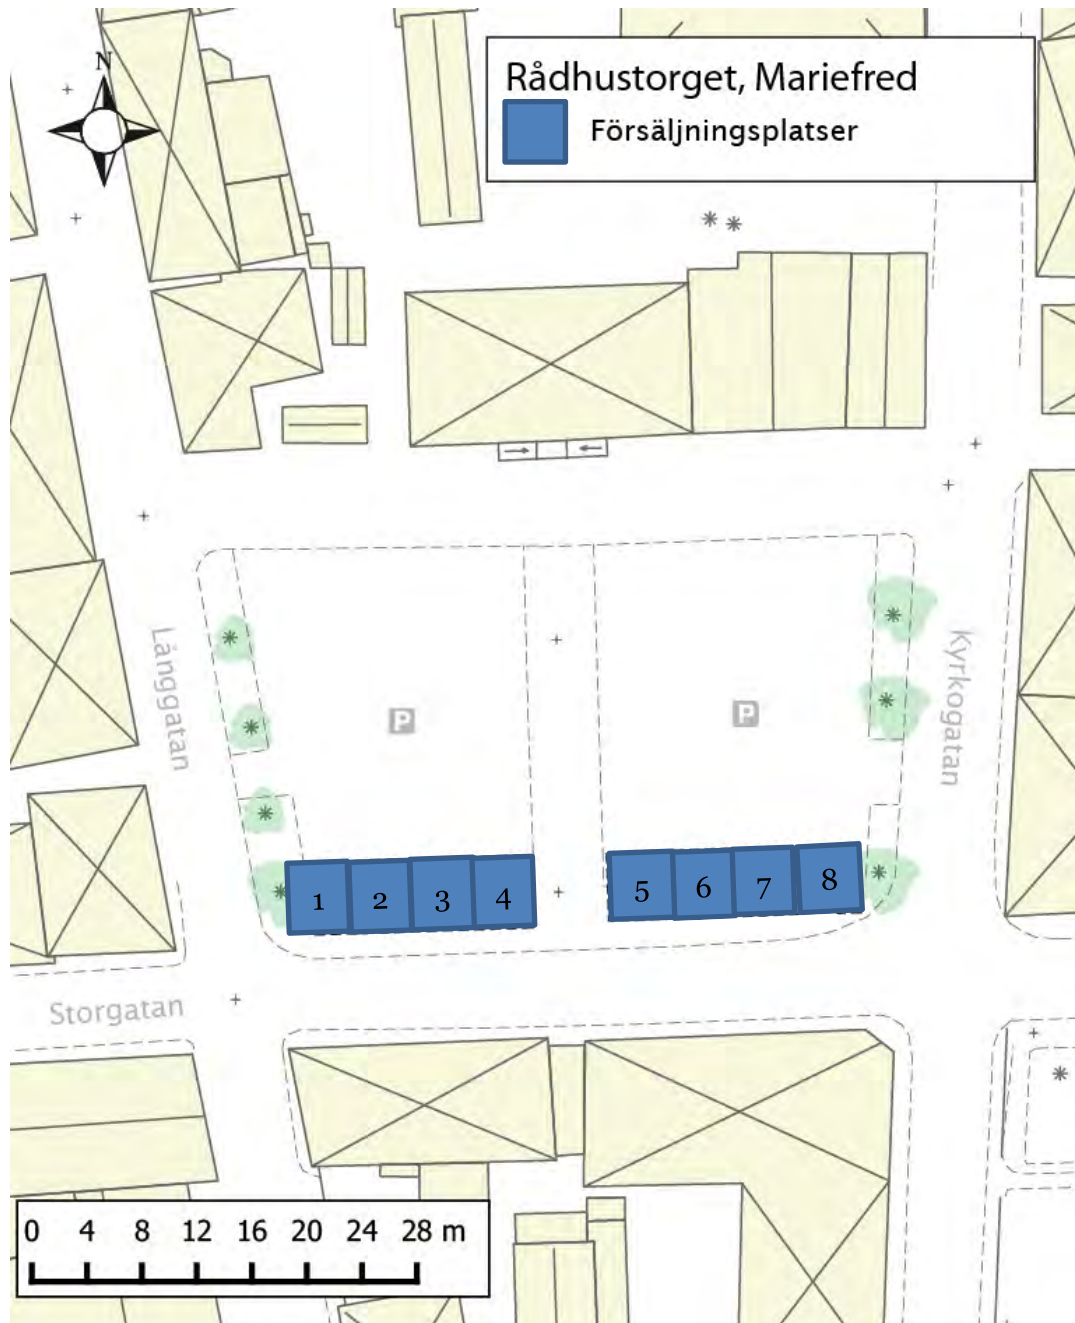 N
Rådhustorget, Mariefred
Försäljningsplatser
Långgatan
P
P
Kyrkogatan
1 2 3 4 5 6 7 8
Storgatan
0 4 8 12 16 20 24 28 m